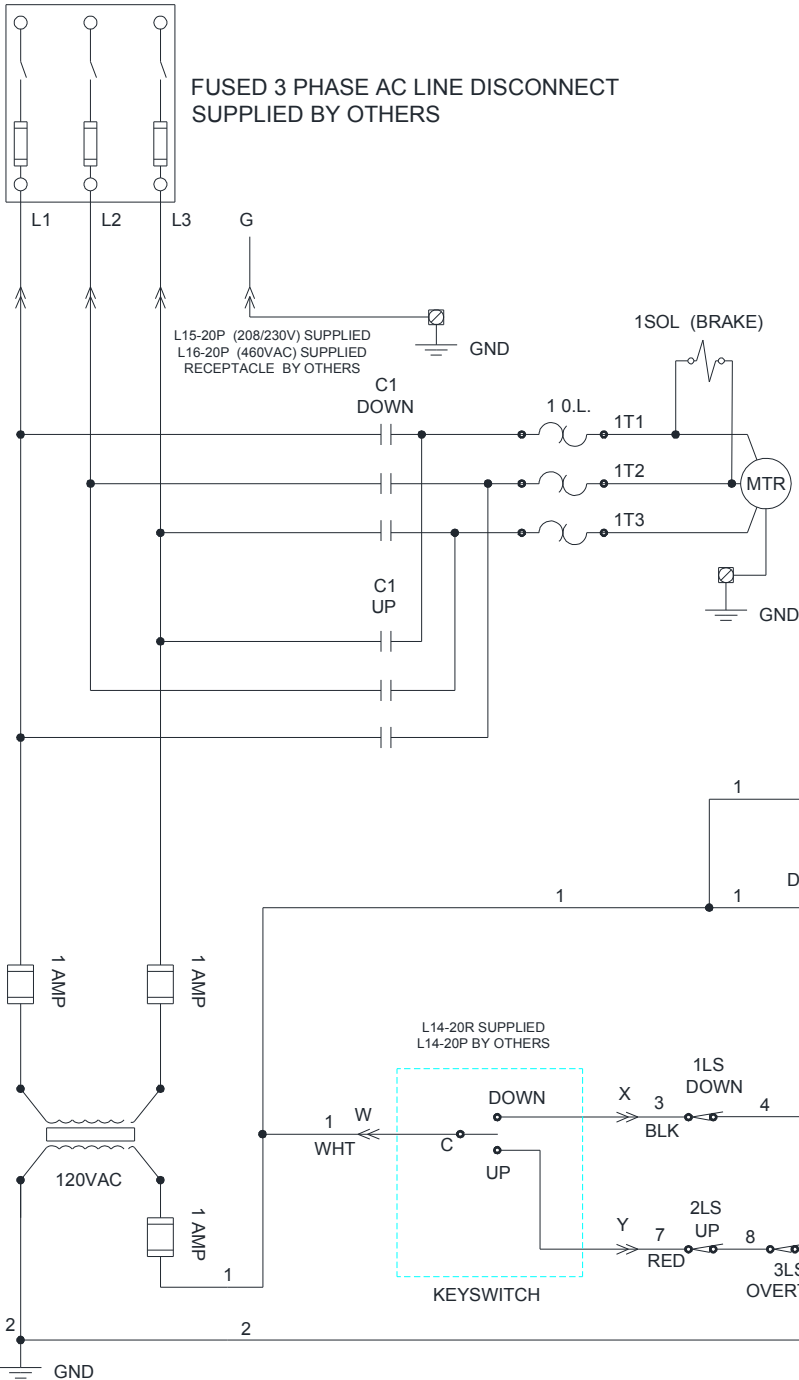 FUSED 3 PHASE AC LINE DISCONNECT
SUPPLIED BY OTHERS
L1
L2
L3
G
L15-20P (208/230V) SUPPLIED
L16-20P (460VAC) SUPPLIED
RECEPTACLE BY OTHERS
GND
1SOL (BRAKE)
C1
DOWN
1 0.L.
1T1
1T2
MTR
1T3
C1
UP
GND
1
1
1
D
1 AMP
1 AMP
L14-20R SUPPLIED
L14-20P BY OTHERS
1LS
DOWN
DOWN
X
3
4
BLK
1
W
WHT
C
UP
120VAC
1 AMP
Y
7
RED
2LS
UP
8
3LS
OVERT
1
KEYSWITCH
2
2
GND